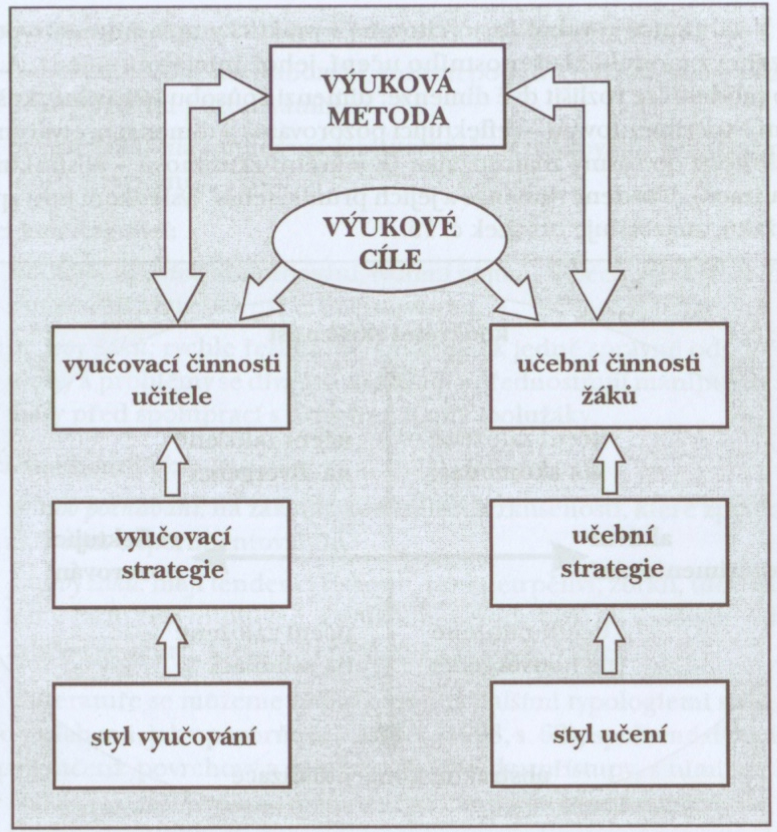 VÝUKOVÁ
METODA
VÝUKOVÉ
CÍLE
vyučovací činnosti
učitele
učební činnosti
žáků
vyučovací
strategie
učební
strategie
styl vyučování
styl učení